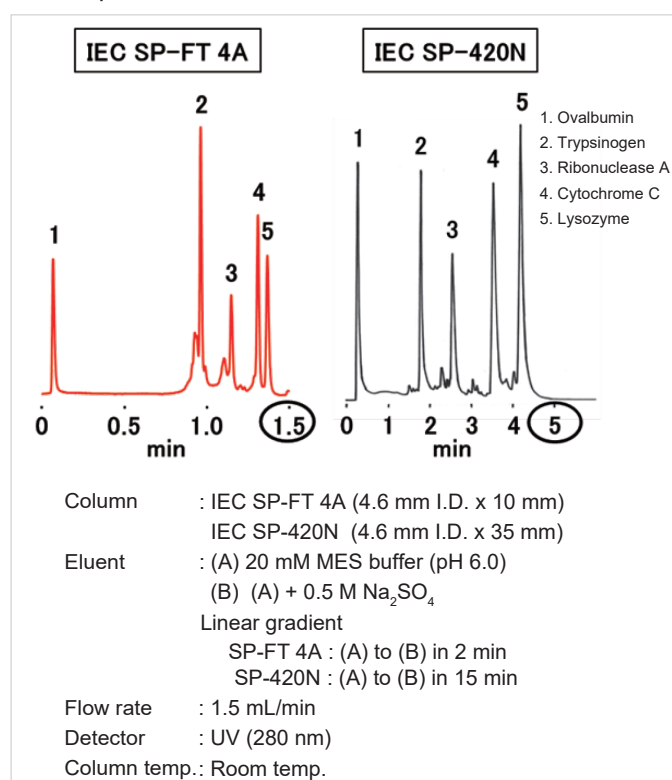 IEC SP-FT 4A
IEC SP-420N
1
2
3
4
5
1
2
3
4
5
1. Ovalbumin
2. Trypsinogen
3. Ribonuclease A
4. Cytochrome C
5. Lysozyme
0 0.5 1.0 1.5
min
0 1 2 3 4 5
min
Column : IEC SP-FT 4A (4.6 mm I.D. x 10 mm)
IEC SP-420N (4.6 mm I.D. x 35 mm)
Eluent : (A) 20 mM MES buffer (pH 6.0)
(B) (A) + 0.5 M Na₂SO₄
Linear gradient
SP-FT 4A : (A) to (B) in 2 min
SP-420N : (A) to (B) in 15 min
Flow rate : 1.5 mL/min
Detector : UV (280 nm)
Column temp.: Room temp.